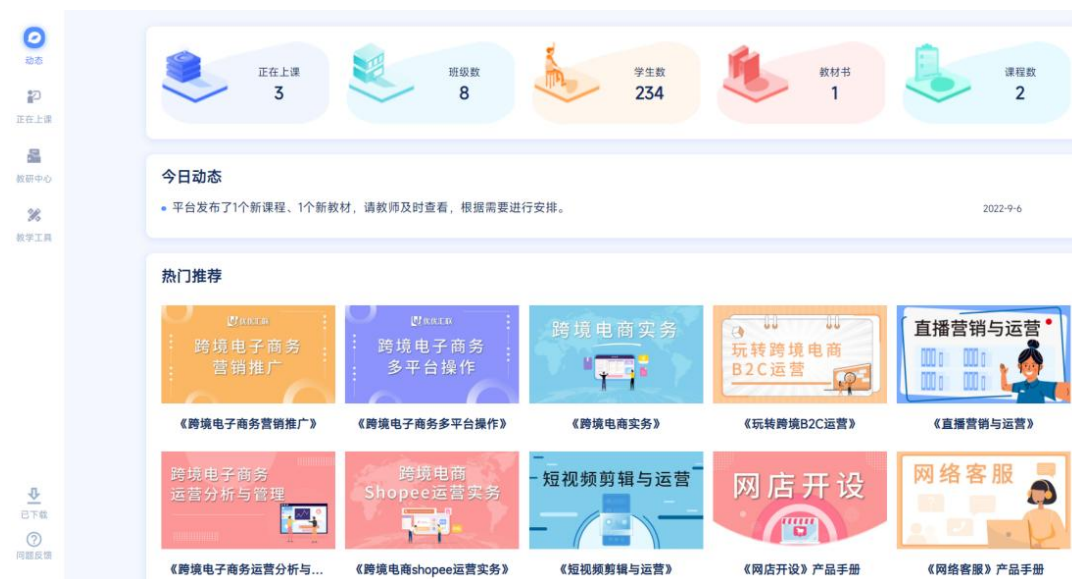 动态
正在上课
教研中心
教学工具
已下载
问题反馈
正在上课
3
班级数
8
学生数
234
教材书
1
课程数
2
今日动态
平台发布了1个新课程、1个新教材，请教师及时查看，根据需要进行安排。
2022-9-6
热门推荐
优优汇联
跨境电子商务
营销推广
优优汇联
跨境电子商务
多平台操作
跨境电商实务
玩转跨境电商
B2C运营
直播营销与运营
《跨境电子商务营销推广》
《跨境电子商务多平台操作》
《跨境电商实务》
《玩转跨境B2C运营》
《直播营销与运营》
跨境电子商务
运营分析与管理
跨境电商
Shopee运营实务
短视频剪辑与运营
网店开设
网络客服
《跨境电子商务运营分析与...
《跨境电商shopee运营实务》
《短视频剪辑与运营》
《网店开设》产品手册
《网络客服》产品手册